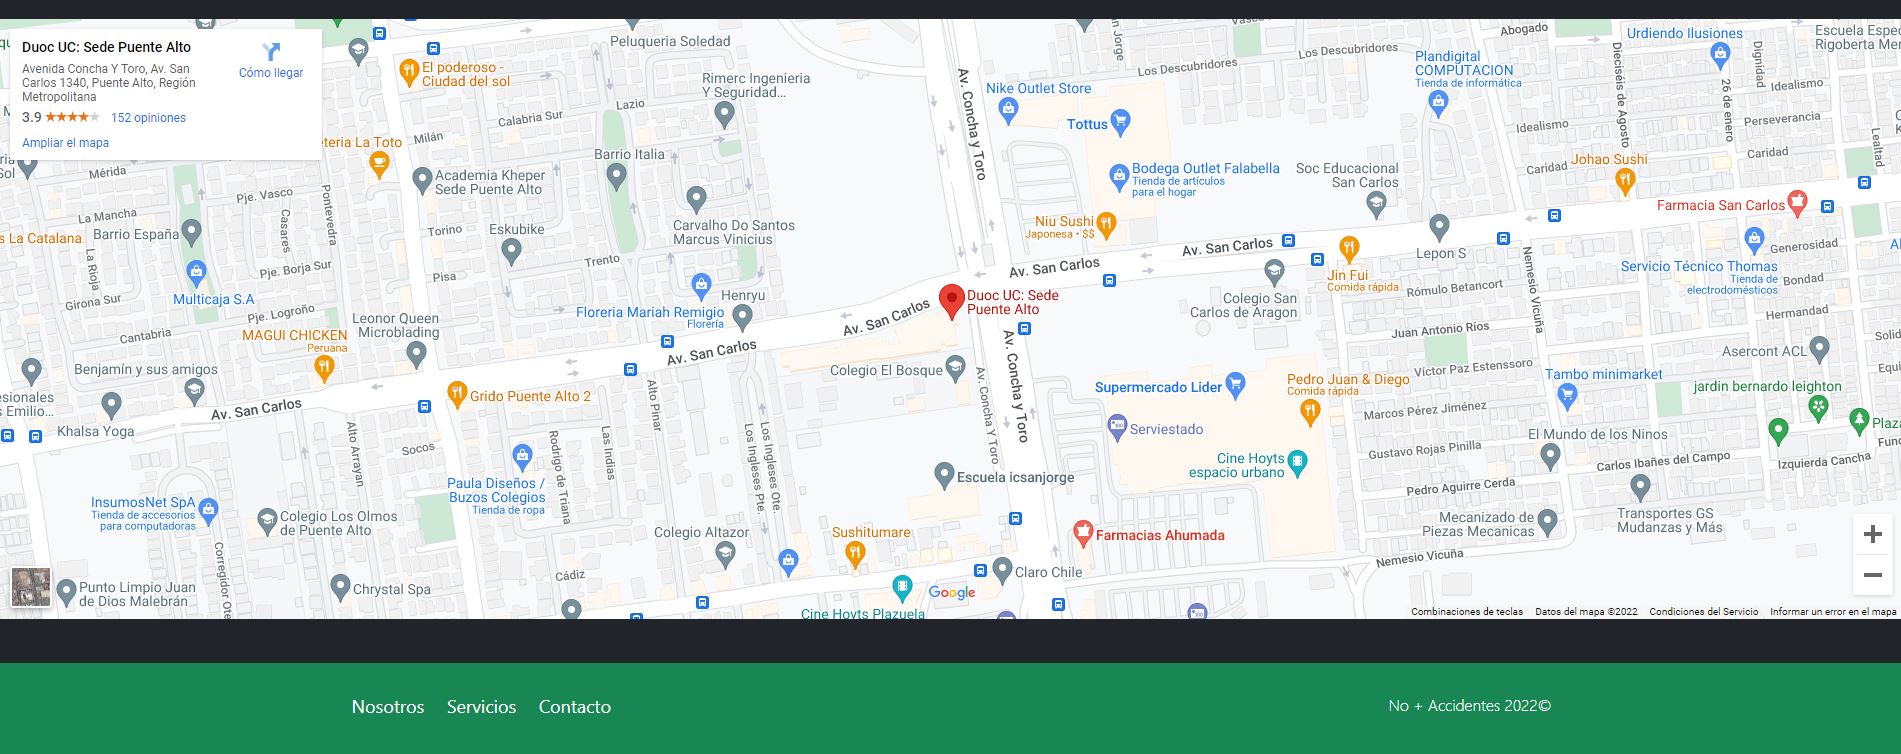 Duoc UC: Sede Puente Alto
Avenida Concha Y Toro, Av. San
Carlos 1340, Puente Alto, Región
Metropolitana
3.9
152 opiniones
Ampliar el mapa
Cómo llegar
Peluqueria Soledad
El poderoso -
Ciudad del sol
Rimerc Ingenieria
Y Seguridad...
Lazio
Calabria Sur
Milán
eteria La Toto
Barrio Italia
Academia Kheper
Sede Puente Alto
Mérida
Pje. Vasco
Pontevedra
La Mancha
Casares
Barrio España
s La Catalana
La Rioja
Torino
Eskubike
Carvalho Do Santos
Marcus Vinicius
Pje. Borja Sur
Pisa
Trento
Girona Sur
Multicaja S.A
Henryu
Pje. Logroño
Leonor Queen
Microblading
Floreria Mariah Remigio
Florería
Cantabria
MAGUI CHICKEN
Peruana
Av. San Carlos
Av. San Carlos
Benjamín y sus amigos
Grido Puente Alto 2
Av. San Carlos
esionales
s Emilio...
Khalsa Yoga
Alto Pinar
Alto Arrayan
Socos
Rodrigo de Triana
Las Indias
Los Ingleses Ote.
Los Ingleses Pte.
Paula Diseños /
Buzos Colegios
Tienda de ropa
InsumosNet SpA
Tienda de accesorios
para computadoras
Colegio Los Olmos
de Puente Alto
Corregidor Ote
Colegio Altazor
Cádiz
Punto Limpio Juan
de Dios Malebrán
Chrystal Spa
Av. Concha y Toro
Nike Outlet Store
Tottus
Jorge
Los Descubridores
Los Descubridores
Abogado
Plandigital
COMPUTACION
Tienda de informática
Urdiendo Ilusiones
Escuela Espe
Rigoberta Me
Dignidad
Idealismo
Idealismo
Dieciséis de Agosto
26 de enero
Perseverancia
Lealtad
Caridad
Caridad
Johao Sushi
Bodega Outlet Falabella
Tienda de artículos
para el hogar
Soc Educacional
San Carlos
Farmacia San Carlos
Niu Sushi
Japonesa • $$
Av. San Carlos
Av. San Carlos
Lepon S
Generosidad
Jin Fui
Comida rápida
Servicio Técnico Thomas
Tienda de
electrodomésticos
Bondad
Nemesio Vicuña
Rómulo Betancort
Colegio San
Carlos de Aragon
Duoc UC: Sede
Puente Alto
Hermandad
Juan Antonio Ríos
Av. Concha y Toro
Av. Concha Y Toro
Colegio El Bosque
Asercont ACL
Víctor Paz Estenssoro
Tambo minimarket
Supermercado Lider
Pedro Juan & Diego
Comida rápida
jardin bernardo leighton
Marcos Pérez Jiménez
Serviestado
El Mundo de los Ninos
Plaza
Gustavo Rojas Pinilla
Cine Hoyts
espacio urbano
Carlos Ibañes del Campo
Izquierda Cancha
Escuela icsanjorge
Pedro Aguirre Cerda
Mecanizado de
Piezas Mecanicas
Transportes GS
Mudanzas y Más
Sushitumare
Farmacias Ahumada
Nemesio Vicuña
Claro Chile
Google
Cine Hoyts Plazuela
Combinaciones de teclas
Datos del mapa ©2022
Condiciones del Servicio
Informar un error en el mapa
Nosotros
Servicios
Contacto
No + Accidentes 2022©